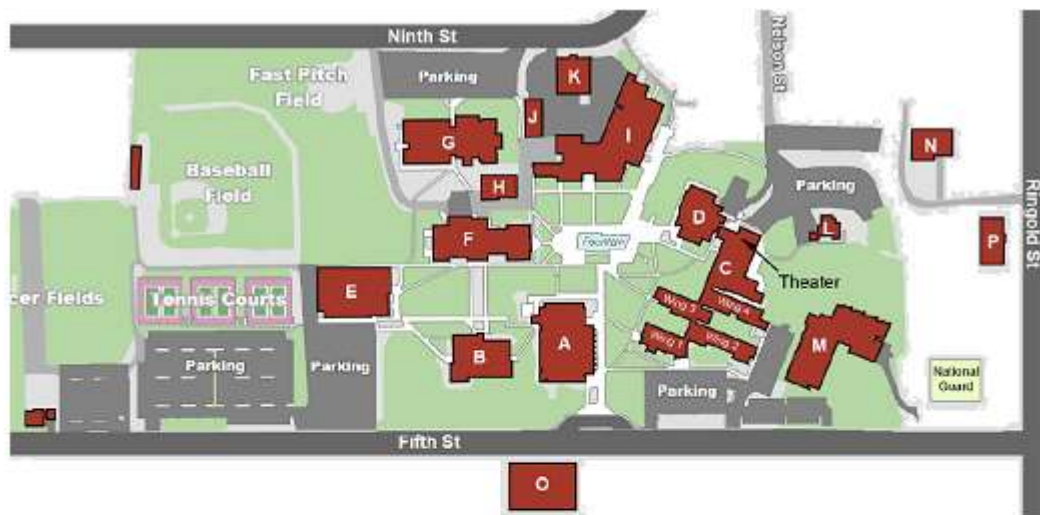 Ninth St
Nelson St
Fast Pitch
Field
Parking
K
J
I
G
N
Baseball
Field
H
Parking
D
L
Ringold St
F
Fountain
P
C
Theater
E
cer Fields
Tennis Courts
Wing 3
Wing 4
A
Wing 1
Wing 2
M
B
Parking
Parking
Parking
National
Guard
Fifth St
O